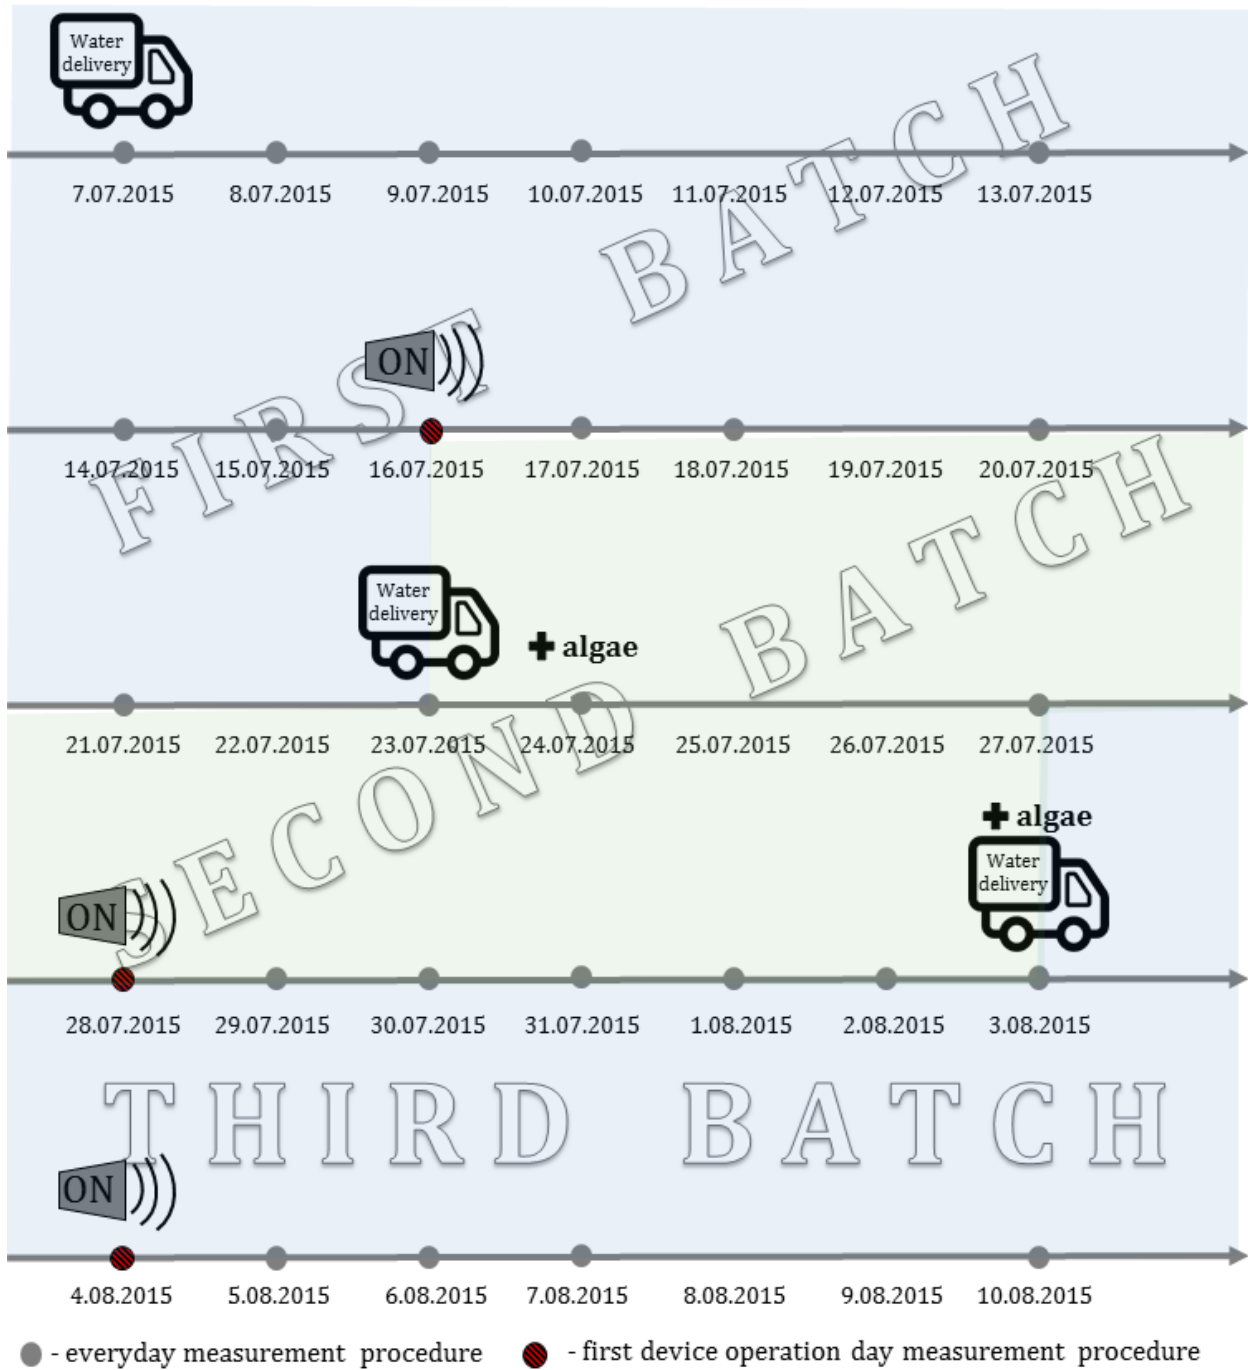 Water
delivery
7.07.2015 8.07.2015 9.07.2015 10.07.2015 11.07.2015 12.07.2015 13.07.2015
FIRST BATCH
ON
14.07.2015 15.07.2015 16.07.2015 17.07.2015 18.07.2015 19.07.2015 20.07.2015
Water
delivery
+ algae
21.07.2015 22.07.2015 23.07.2015 24.07.2015 25.07.2015 26.07.2015 27.07.2015
SECOND BATCH
+ algae
Water
delivery
ON
28.07.2015 29.07.2015 30.07.2015 31.07.2015 1.08.2015 2.08.2015 3.08.2015
THIRD BATCH
ON
4.08.2015 5.08.2015 6.08.2015 7.08.2015 8.08.2015 9.08.2015 10.08.2015
- everyday measurement procedure - first device operation day measurement procedure